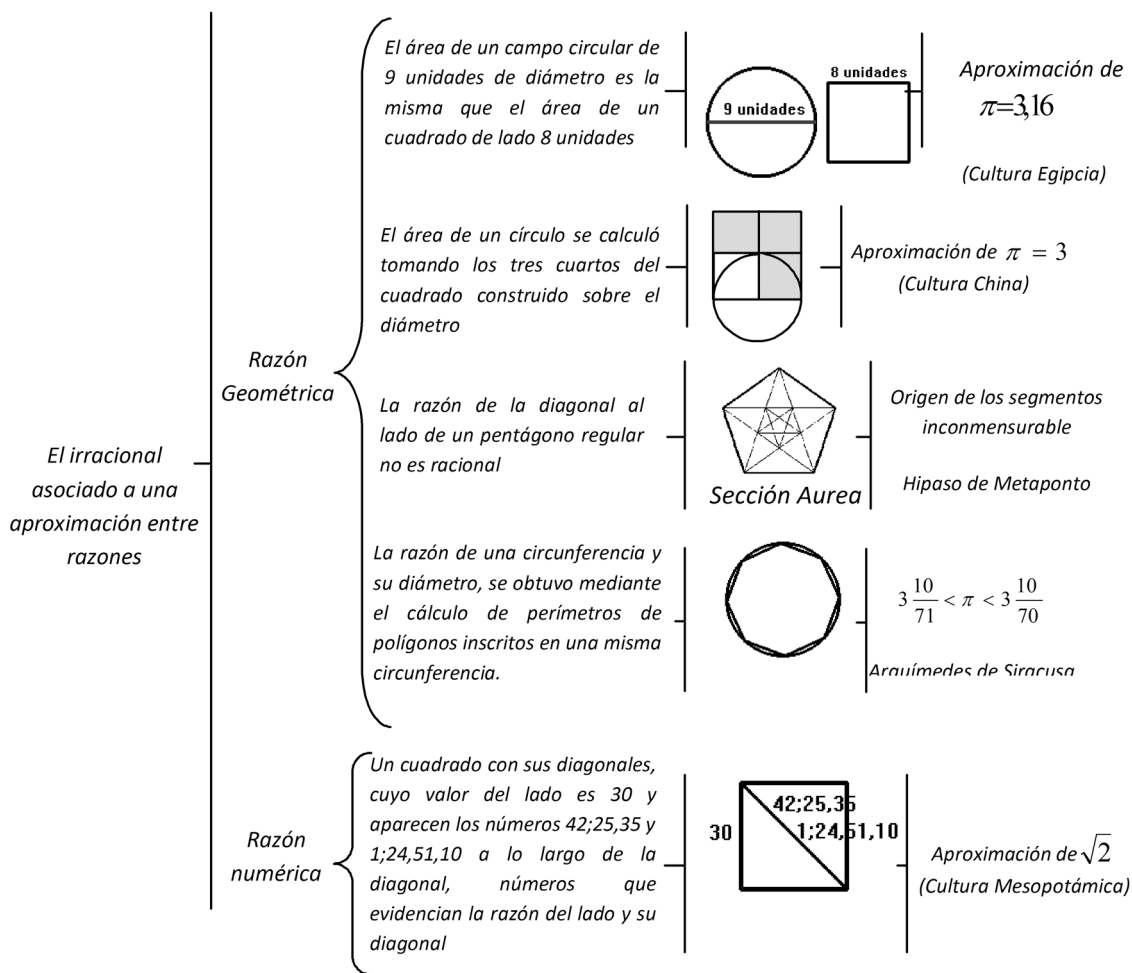 El irracional
asociado a una
aproximación entre
razones
Razón
Geométrica
El área de un campo circular de
9 unidades de diámetro es la
misma que el área de un
cuadrado de lado 8 unidades
9 unidades
8 unidades
Aproximación de
π=3,16
(Cultura Egipcia)
El área de un círculo se calculó
tomando los tres cuartos del
cuadrado construido sobre el
diámetro
Aproximación de π = 3
(Cultura China)
La razón de la diagonal al
lado de un pentágono regular
no es racional
Sección Aurea
Origen de los segmentos
inconmensurable
Hipaso de Metaponto
La razón de una circunferencia y
su diámetro, se obtuvo mediante
el cálculo de perímetros de
polígonos inscritos en una misma
circunferencia.
3 10/71 < π < 3 10/70
Arquímedes de Siracusa
Razón
numérica
Un cuadrado con sus diagonales,
cuyo valor del lado es 30 y
aparecen los números 42;25,35 y
1;24,51,10 a lo largo de la
diagonal, números que
evidencian la razón del lado y su
diagonal
30
42;25,35
1;24,51,10
Aproximación de √2
(Cultura Mesopotámica)